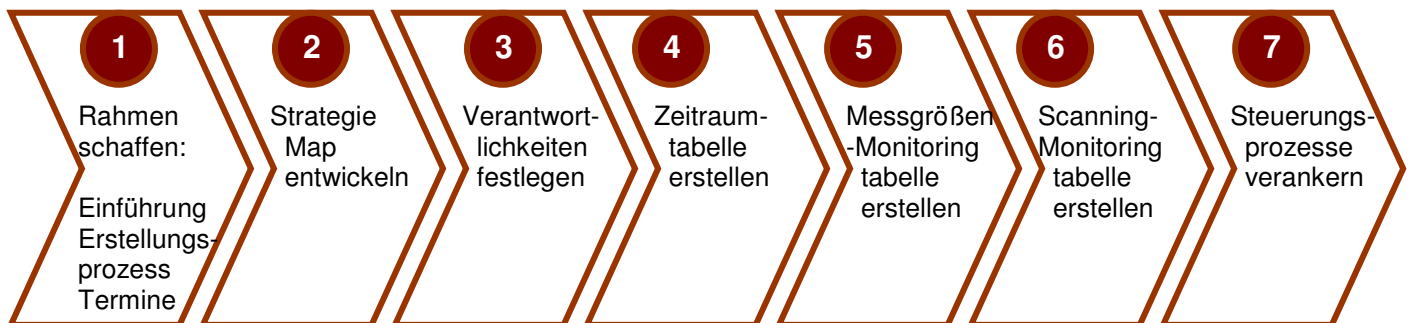 1
Rahmen
schaffen:
Einführung
Erstellungs-
prozess
Termine
2
Strategie
Map
entwickeln
3
Verantwort-
lichkeiten
festlegen
4
Zeitraum-
tabelle
erstellen
5
Messgrößen
-Monitoring
tabelle
erstellen
6
Scanning-
Monitoring
tabelle
erstellen
7
Steuerungs-
prozesse
verankern